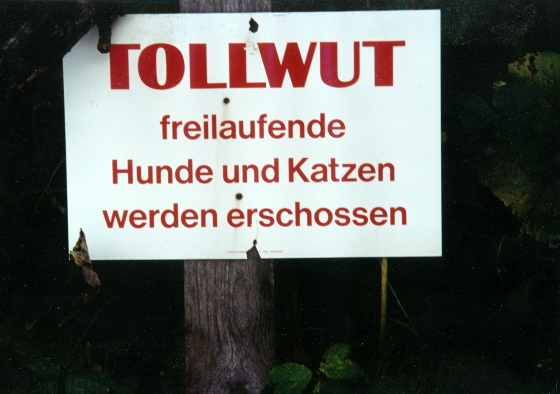 TOLLWUT
freilaufende
Hunde und Katzen
werden erschossen